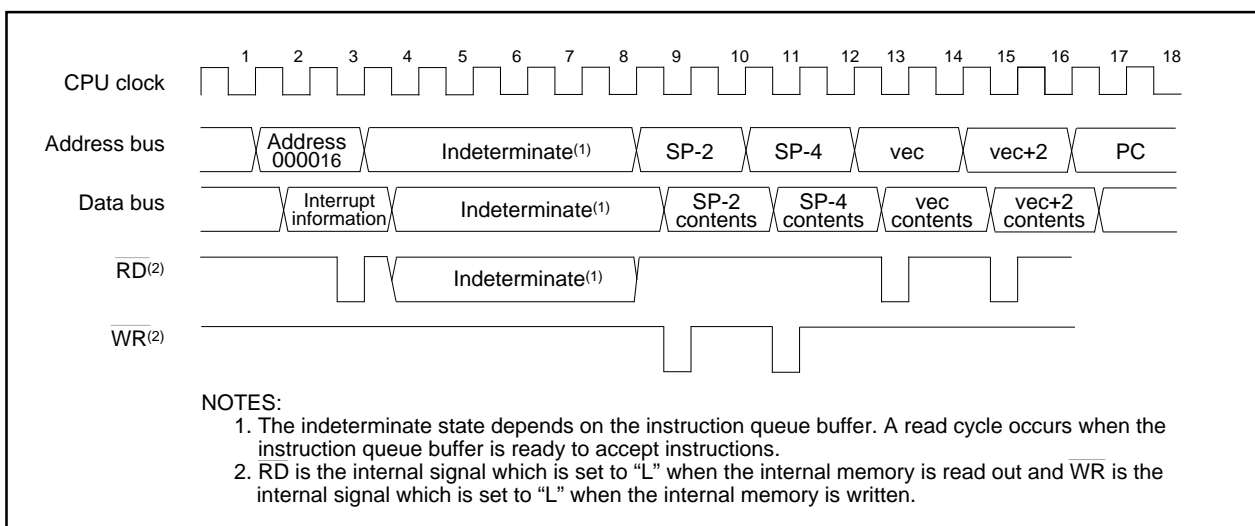 1 2 3 4 5 6 7 8 9 10 11 12 13 14 15 16 17 18
CPU clock
Address bus
Address
000016
Indeterminate(1)
SP-2
SP-4
vec
vec+2
PC
Data bus
Interrupt
information
Indeterminate(1)
SP-2
contents
SP-4
contents
vec
contents
vec+2
contents
RD(2)
Indeterminate(1)
WR(2)
NOTES:
1. The indeterminate state depends on the instruction queue buffer. A read cycle occurs when the
instruction queue buffer is ready to accept instructions.
2. RD is the internal signal which is set to “L” when the internal memory is read out and WR is the
internal signal which is set to “L” when the internal memory is written.